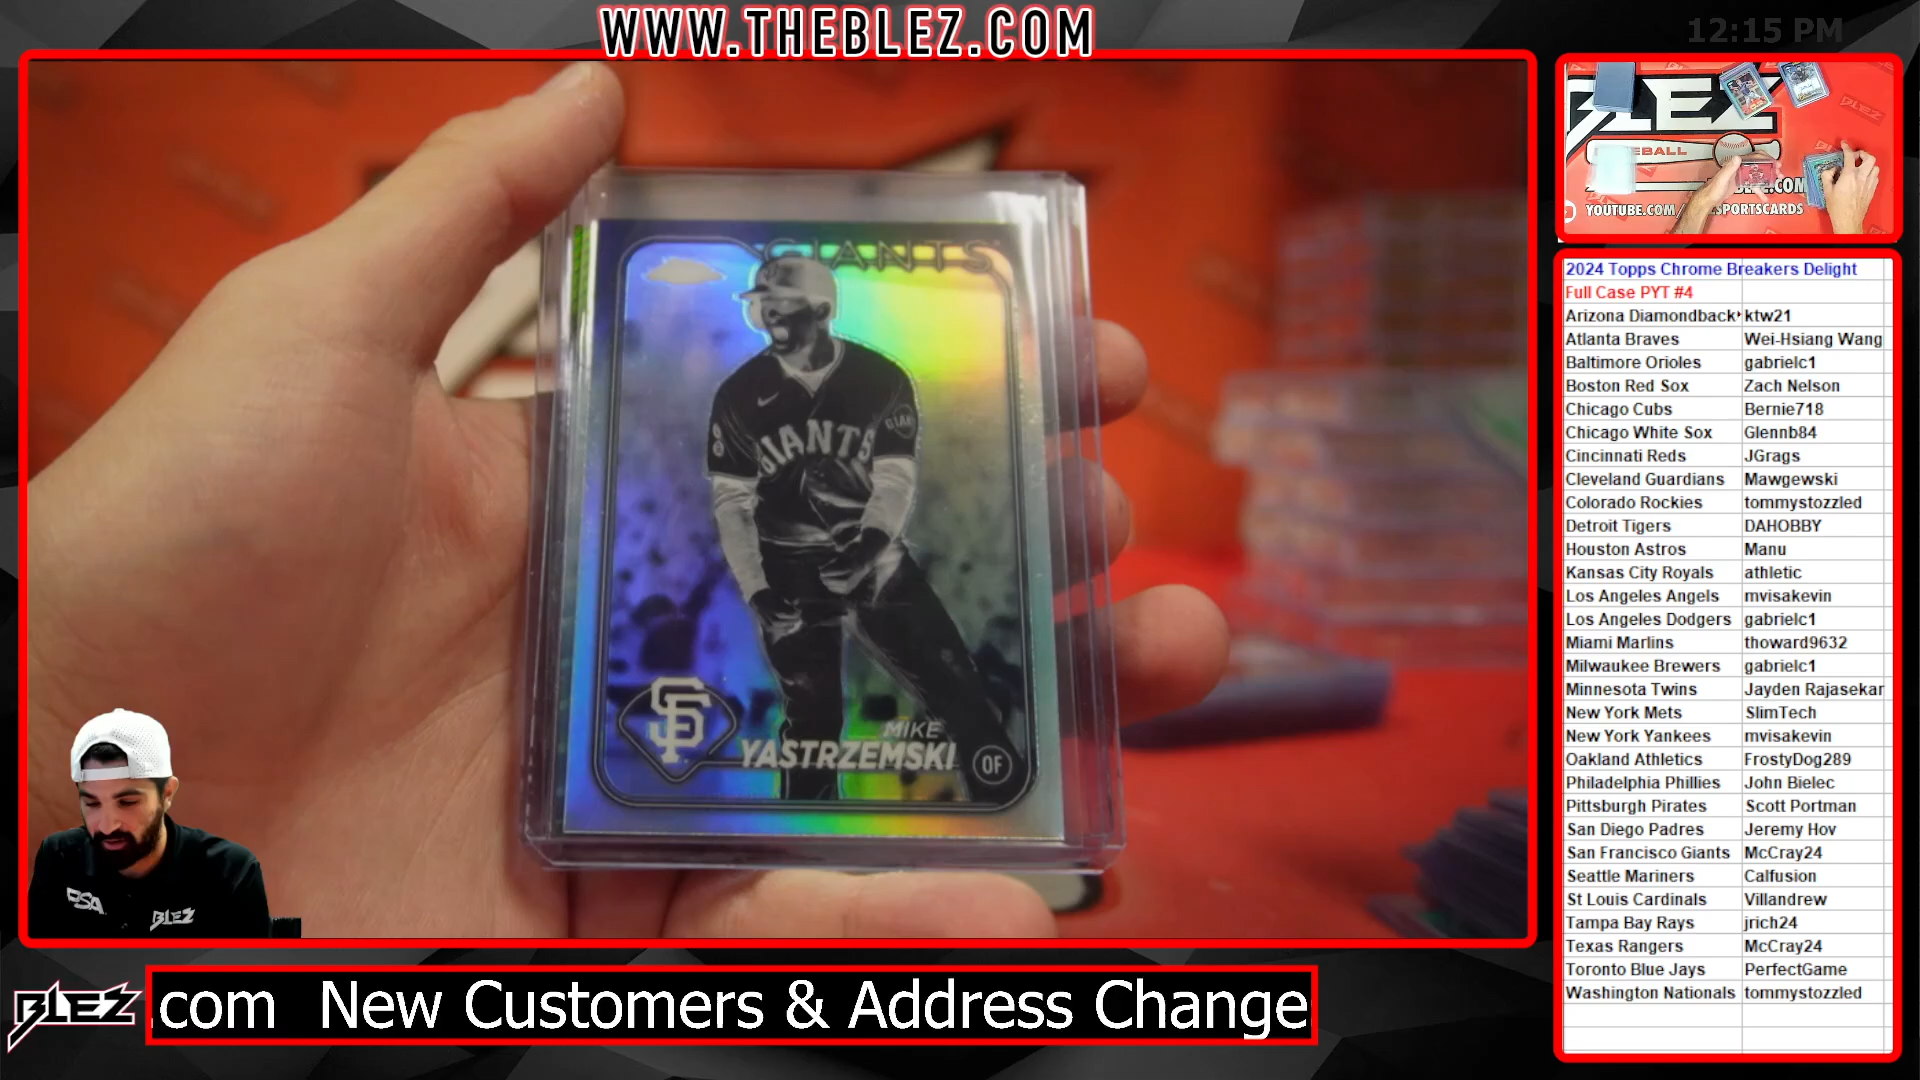 WWW.THEBLEZ.COM
12:15 PM
GIANTS
GIANTS
SF
MIKE
YASTRZEMSKI
OF
PSA
BLEZ
BLEZ
BLEZ
YOUTUBE.COM/
SPORTSCARDS
2024 Topps Chrome Breakers Delight
Full Case PYT #4
Arizona Diamondback ktw21
Atlanta Braves Wei-Hsiang Wang
Baltimore Orioles gabrielc1
Boston Red Sox Zach Nelson
Chicago Cubs Bernie718
Chicago White Sox Glennb84
Cincinnati Reds JGrags
Cleveland Guardians Mawgewski
Colorado Rockies tommystozzled
Detroit Tigers DAHOBBY
Houston Astros Manu
Kansas City Royals athletic
Los Angeles Angels mvisakevin
Los Angeles Dodgers gabrielc1
Miami Marlins thoward9632
Milwaukee Brewers gabrielc1
Minnesota Twins Jayden Rajasekar
New York Mets SlimTech
New York Yankees mvisakevin
Oakland Athletics FrostyDog289
Philadelphia Phillies John Bielec
Pittsburgh Pirates Scott Portman
San Diego Padres Jeremy Hov
San Francisco Giants McCray24
Seattle Mariners Calfusion
St Louis Cardinals Villandrew
Tampa Bay Rays jrich24
Texas Rangers McCray24
Toronto Blue Jays PerfectGame
Washington Nationals tommystozzled
BLEZ
.com New Customers & Address Change